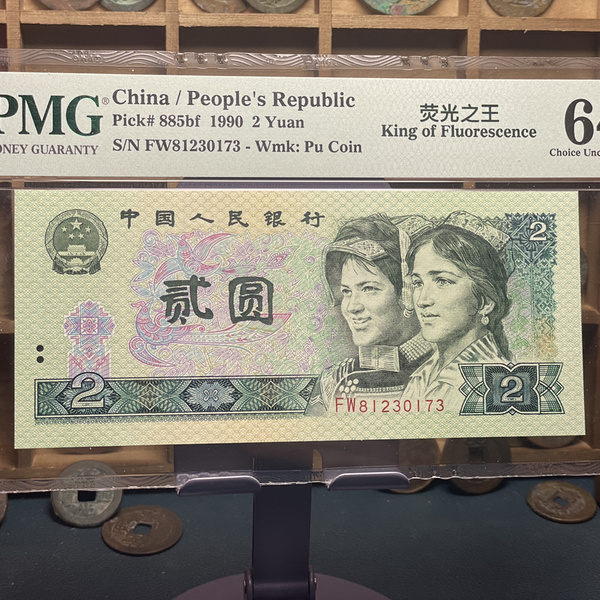 PMG®
MONEY GUARANTY
China / People's Republic
Pick# 885bf 1990 2 Yuan
S/N FW81230173 - Wmk: Pu Coin
荧光之王
King of Fluorescence
64
Choice Unc
中国人民银行
贰圆
2
2
2
FW81230173